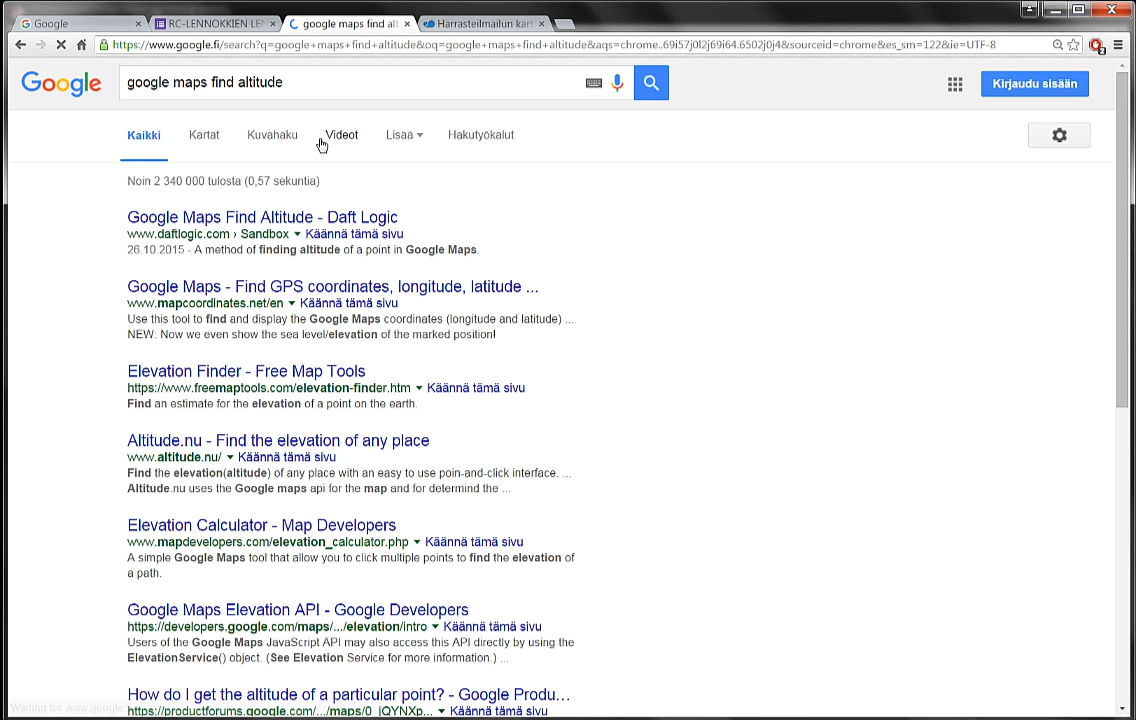 Google
RC-LENNOKKIEN LEN
google maps find alt
Harrasteilmailun kart
https://www.google.fi/search?q=google+maps+find+altitude&oq=google+maps+find+altitude&aqs=chrome..69i57j0l2j69i64.6502j0j4&sourceid=chrome&es_sm=122&ie=UTF-8
Google
google maps find altitude
Kirjaudu sisään
Kaikki Kartat Kuvahaku Videot Lisää Hakutyökalut
Noin 2 340 000 tulosta (0,57 sekuntia)
Google Maps Find Altitude - Daft Logic
www.daftlogic.com › Sandbox Käännä tämä sivu
26.10.2015 - A method of finding altitude of a point in Google Maps.
Google Maps - Find GPS coordinates, longitude, latitude ...
www.mapcoordinates.net/en Käännä tämä sivu
Use this tool to find and display the Google Maps coordinates (longitude and latitude) ...
NEW: Now we even show the sea level/elevation of the marked position!
Elevation Finder - Free Map Tools
https://www.freemaptools.com/elevation-finder.htm Käännä tämä sivu
Find an estimate for the elevation of a point on the earth.
Altitude.nu - Find the elevation of any place
www.altitude.nu/ Käännä tämä sivu
Find the elevation(altitude) of any place with an easy to use poin-and-click interface. ...
Altitude.nu uses the Google maps api for the map and for determind the ...
Elevation Calculator - Map Developers
www.mapdevelopers.com/elevation_calculator.php Käännä tämä sivu
A simple Google Maps tool that allow you to click multiple points to find the elevation of
a path.
Google Maps Elevation API - Google Developers
https://developers.google.com/maps/.../elevation/intro Käännä tämä sivu
Users of the Google Maps JavaScript API may also access this API directly by using the
ElevationService() object. (See Elevation Service for more information.) ...
How do I get the altitude of a particular point? - Google Produ...
https://productforums.google.com/.../maps/0_jQYNXp... Käännä tämä sivu
Waiting for www.google.